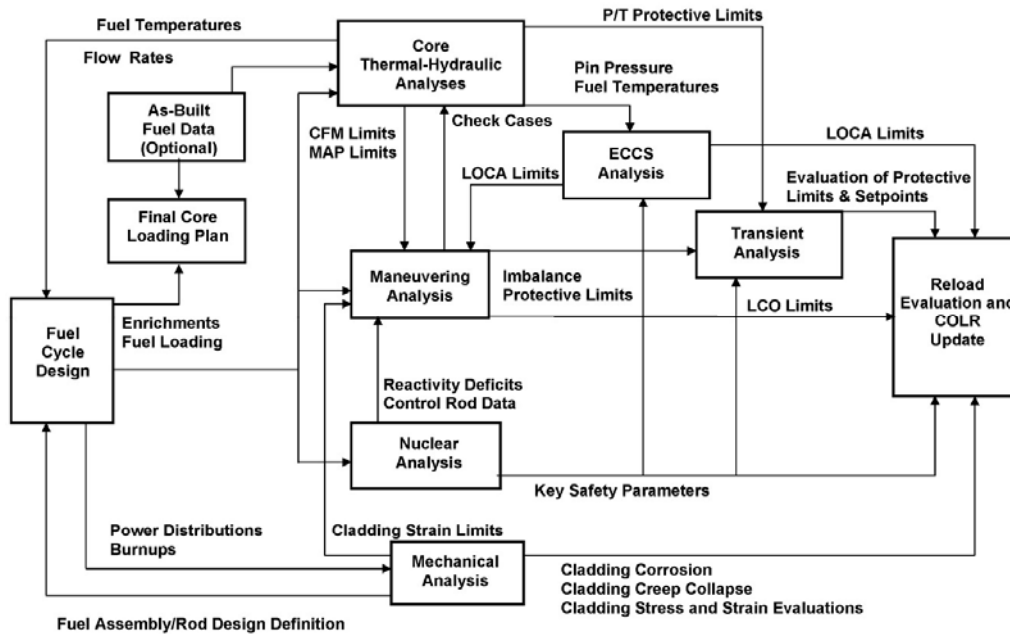 P/T Protective Limits
Fuel Temperatures
Flow Rates
Core
Thermal-Hydraulic
Analyses
Pin Pressure
Fuel Temperatures
As-Built
Fuel Data
(Optional)
CFM Limits
MAP Limits
Check Cases
ECCS
Analysis
LOCA Limits
LOCA Limits
Evaluation of Protective
Limits & Setpoints
Final Core
Loading Plan
Transient
Analysis
Maneuvering
Analysis
Imbalance
Protective Limits
LCO Limits
Reload
Evaluation and
COLR
Update
Fuel
Cycle
Design
Enrichments
Fuel Loading
Reactivity Deficits
Control Rod Data
Nuclear
Analysis
Key Safety Parameters
Power Distributions
Burnups
Cladding Strain Limits
Mechanical
Analysis
Cladding Corrosion
Cladding Creep Collapse
Cladding Stress and Strain Evaluations
Fuel Assembly/Rod Design Definition